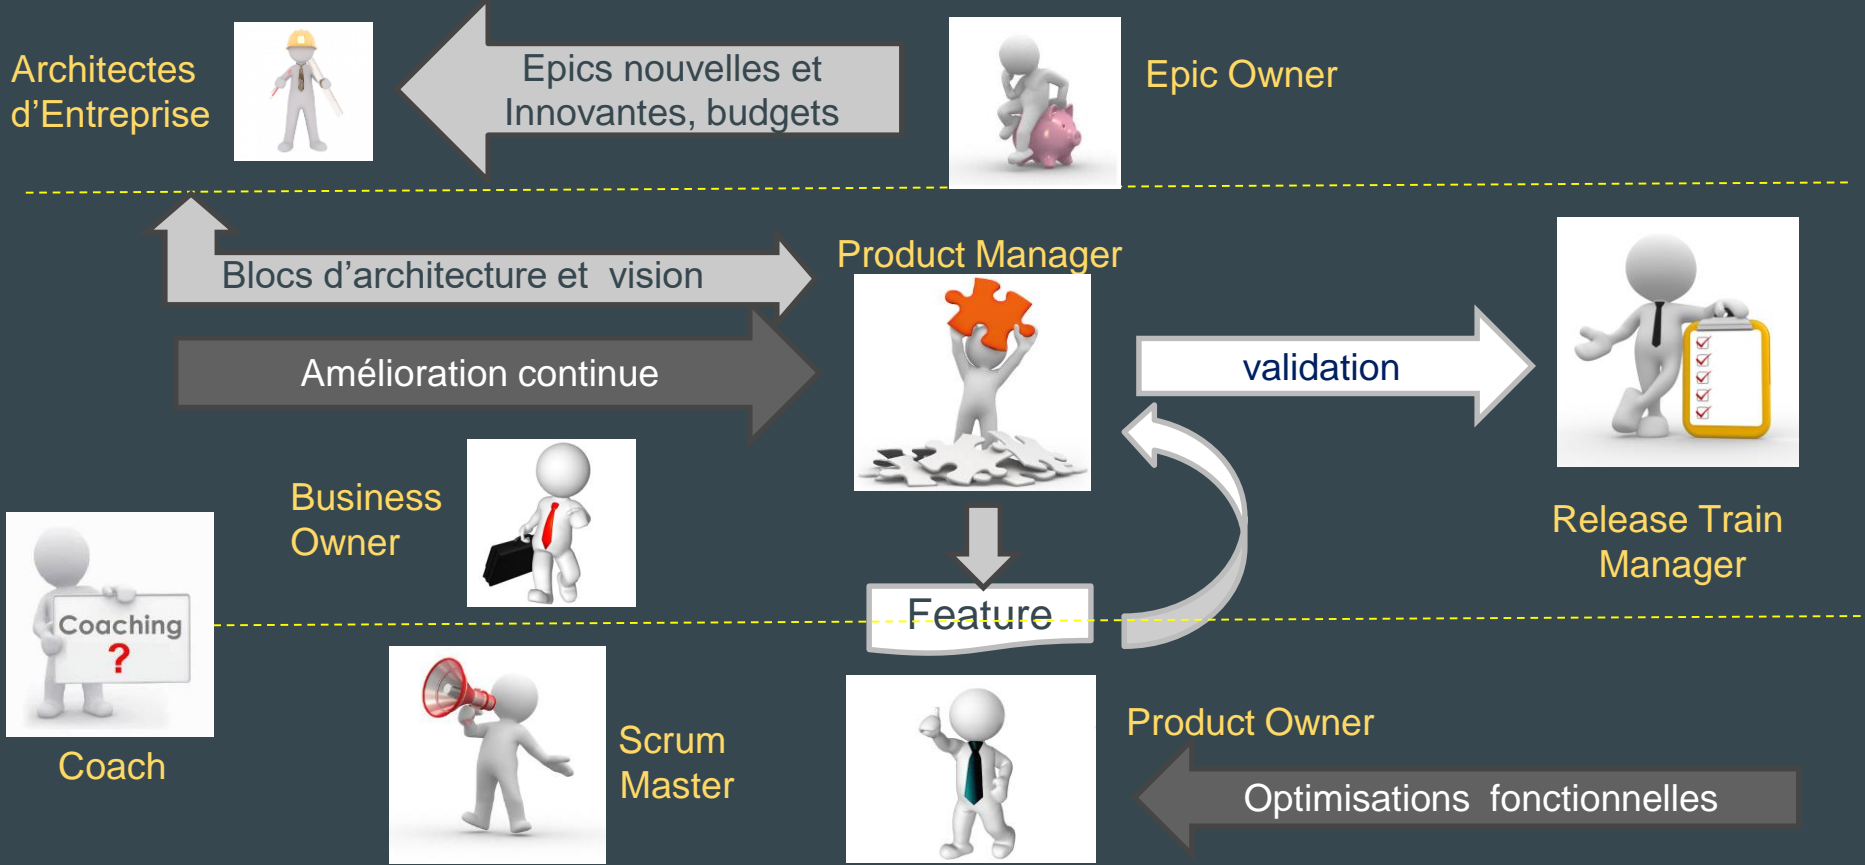 Architectes
d’Entreprise
Epics nouvelles et
Innovantes, budgets
Epic Owner
Blocs d’architecture et vision
Product Manager
Amélioration continue
validation
Business
Owner
Release Train
Manager
Coaching
?
Coach
Feature
Scrum
Master
Product Owner
Optimisations fonctionnelles